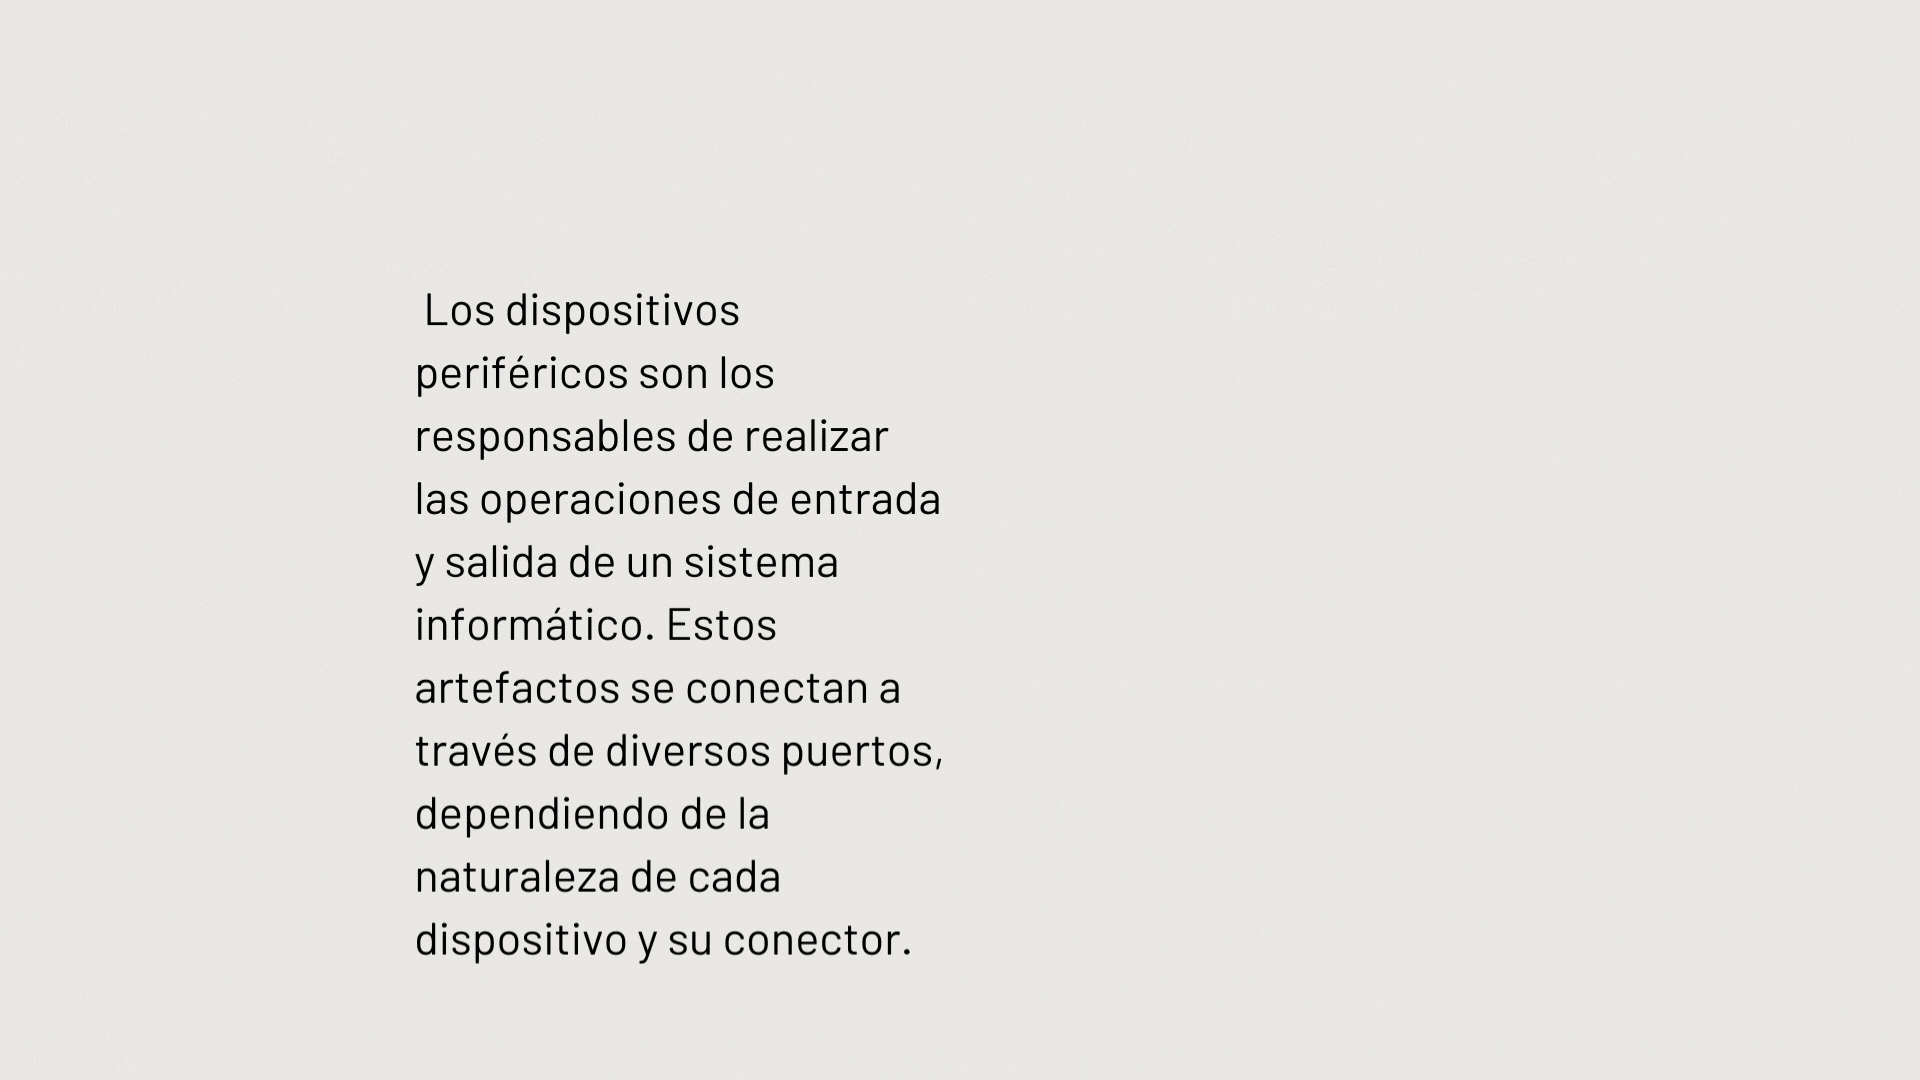 Los dispositivos
periféricos son los
responsables de realizar
las operaciones de entrada
y salida de un sistema
informático. Estos
artefactos se conectan a
través de diversos puertos,
dependiendo de la
naturaleza de cada
dispositivo y su conector.